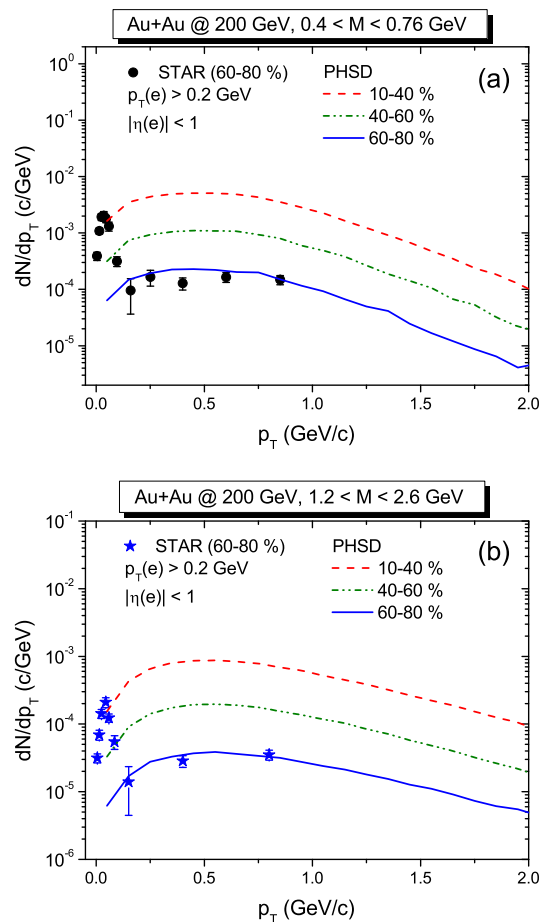 Au+Au @ 200 GeV, 0.4 < M < 0.76 GeV
STAR (60-80 %)
p_T(e) > 0.2 GeV
|η(e)| < 1
PHSD
10-40 %
40-60 %
60-80 %
(a)
10^0
10^-1
10^-2
10^-3
10^-4
10^-5
dN/dp_T (c/GeV)
0.0 0.5 1.0 1.5 2.0
p_T (GeV/c)
Au+Au @ 200 GeV, 1.2 < M < 2.6 GeV
STAR (60-80 %)
p_T(e) > 0.2 GeV
|η(e)| < 1
PHSD
10-40 %
40-60 %
60-80 %
(b)
10^-1
10^-2
10^-3
10^-4
10^-5
10^-6
dN/dp_T (c/GeV)
0.0 0.5 1.0 1.5 2.0
p_T (GeV/c)